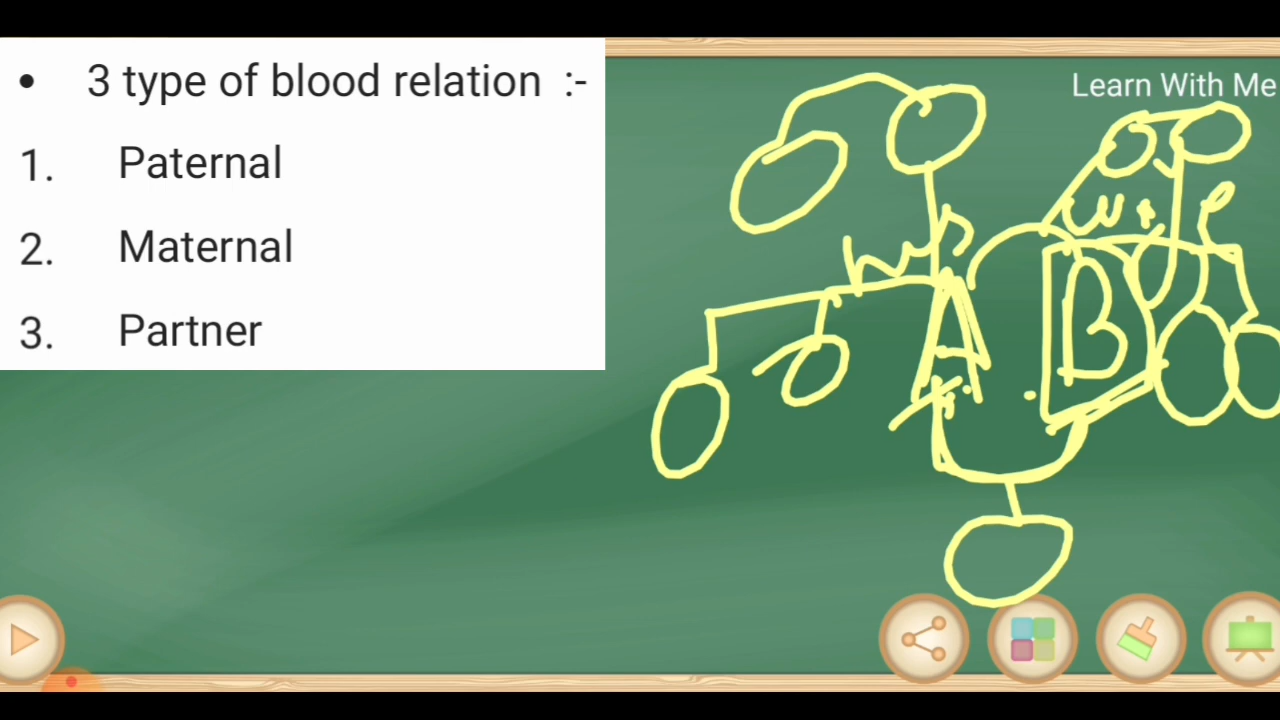 • 3 type of blood relation :-
1. Paternal
2. Maternal
3. Partner
Learn With Me
A
B